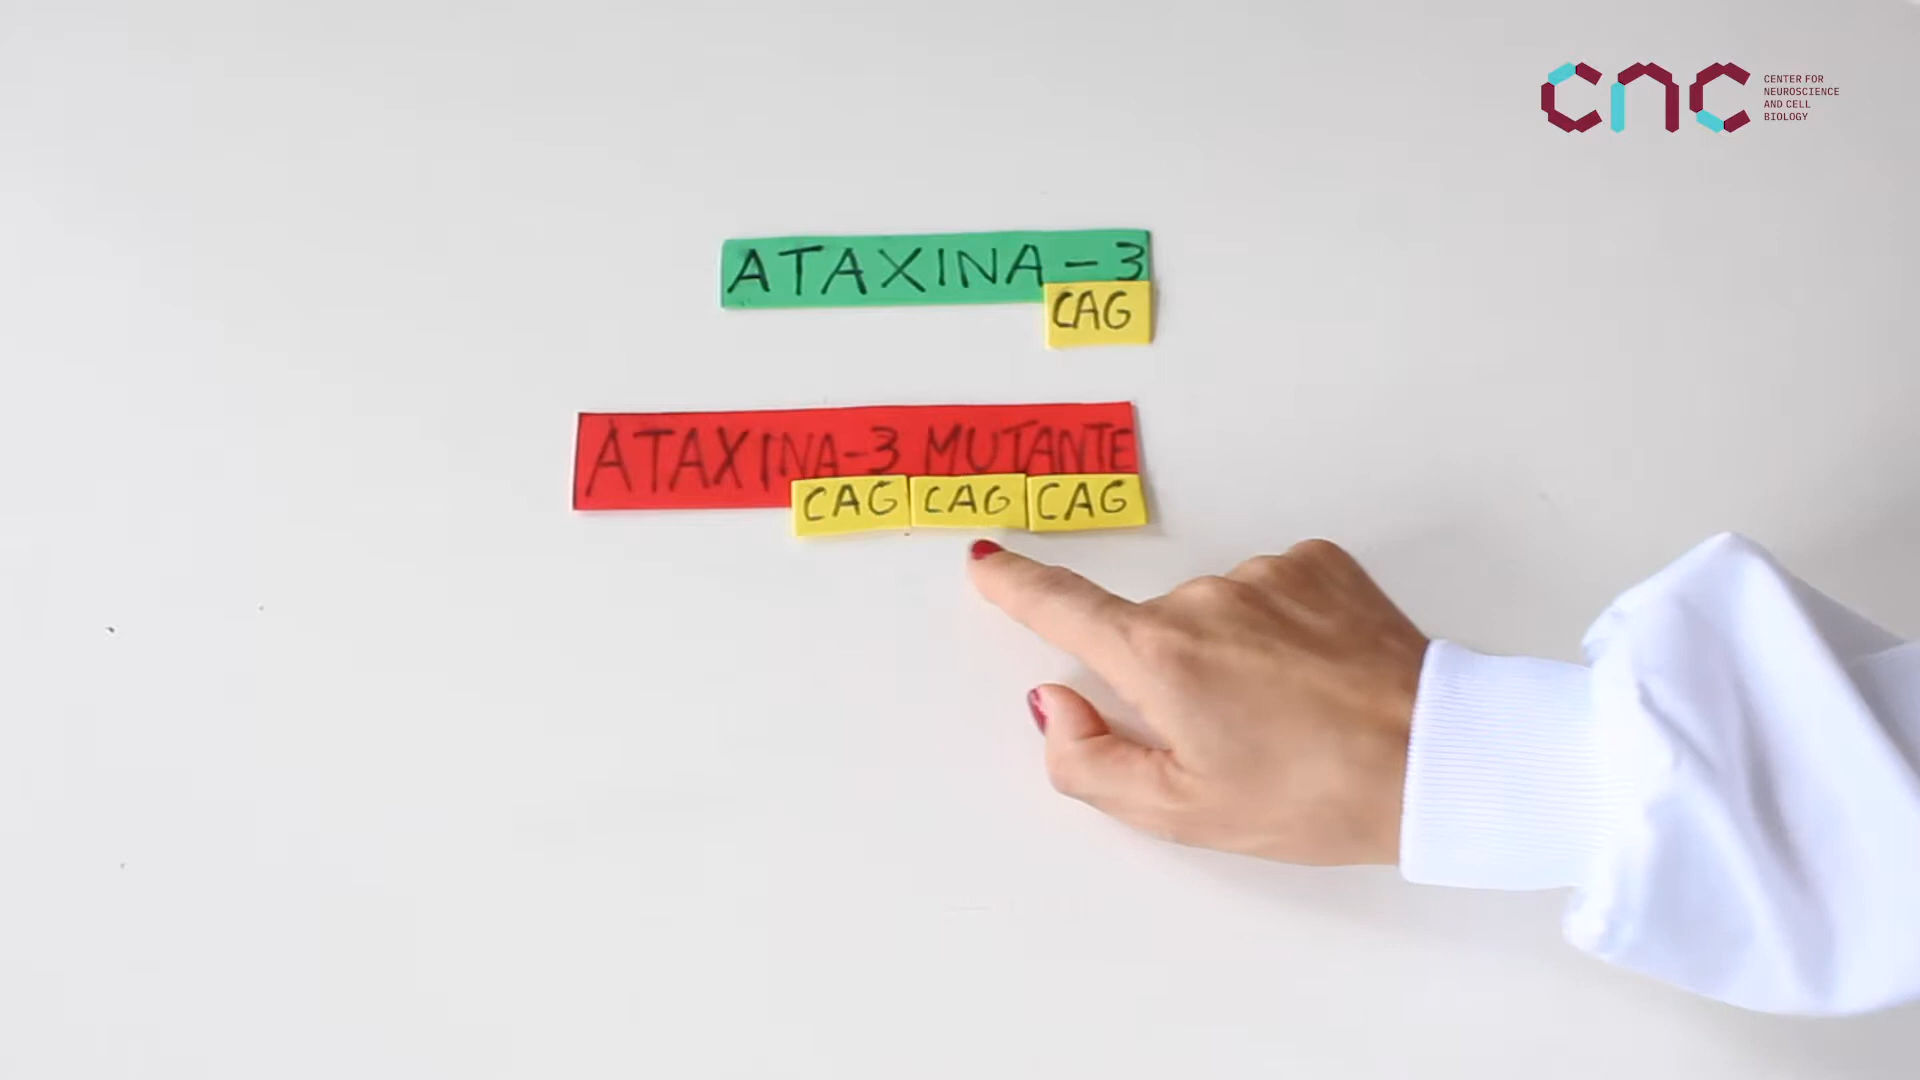 cnc
CENTER FOR
NEUROSCIENCE
AND CELL
BIOLOGY
ATAXINA-3
CAG
ATAXINA-3 MUTANTE
CAG CAG CAG